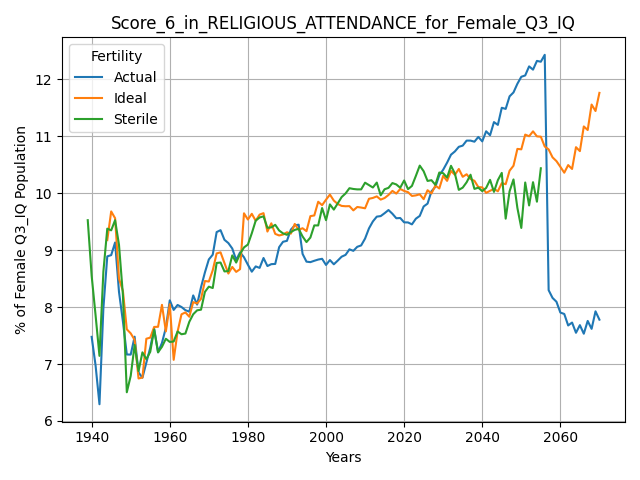 Score_6_in_RELIGIOUS_ATTENDANCE_for_Female_Q3_IQ
Fertility
Actual
Ideal
Sterile
% of Female Q3_IQ Population
12
11
10
9
8
7
6
1940
1960
1980
2000
2020
2040
2060
Years